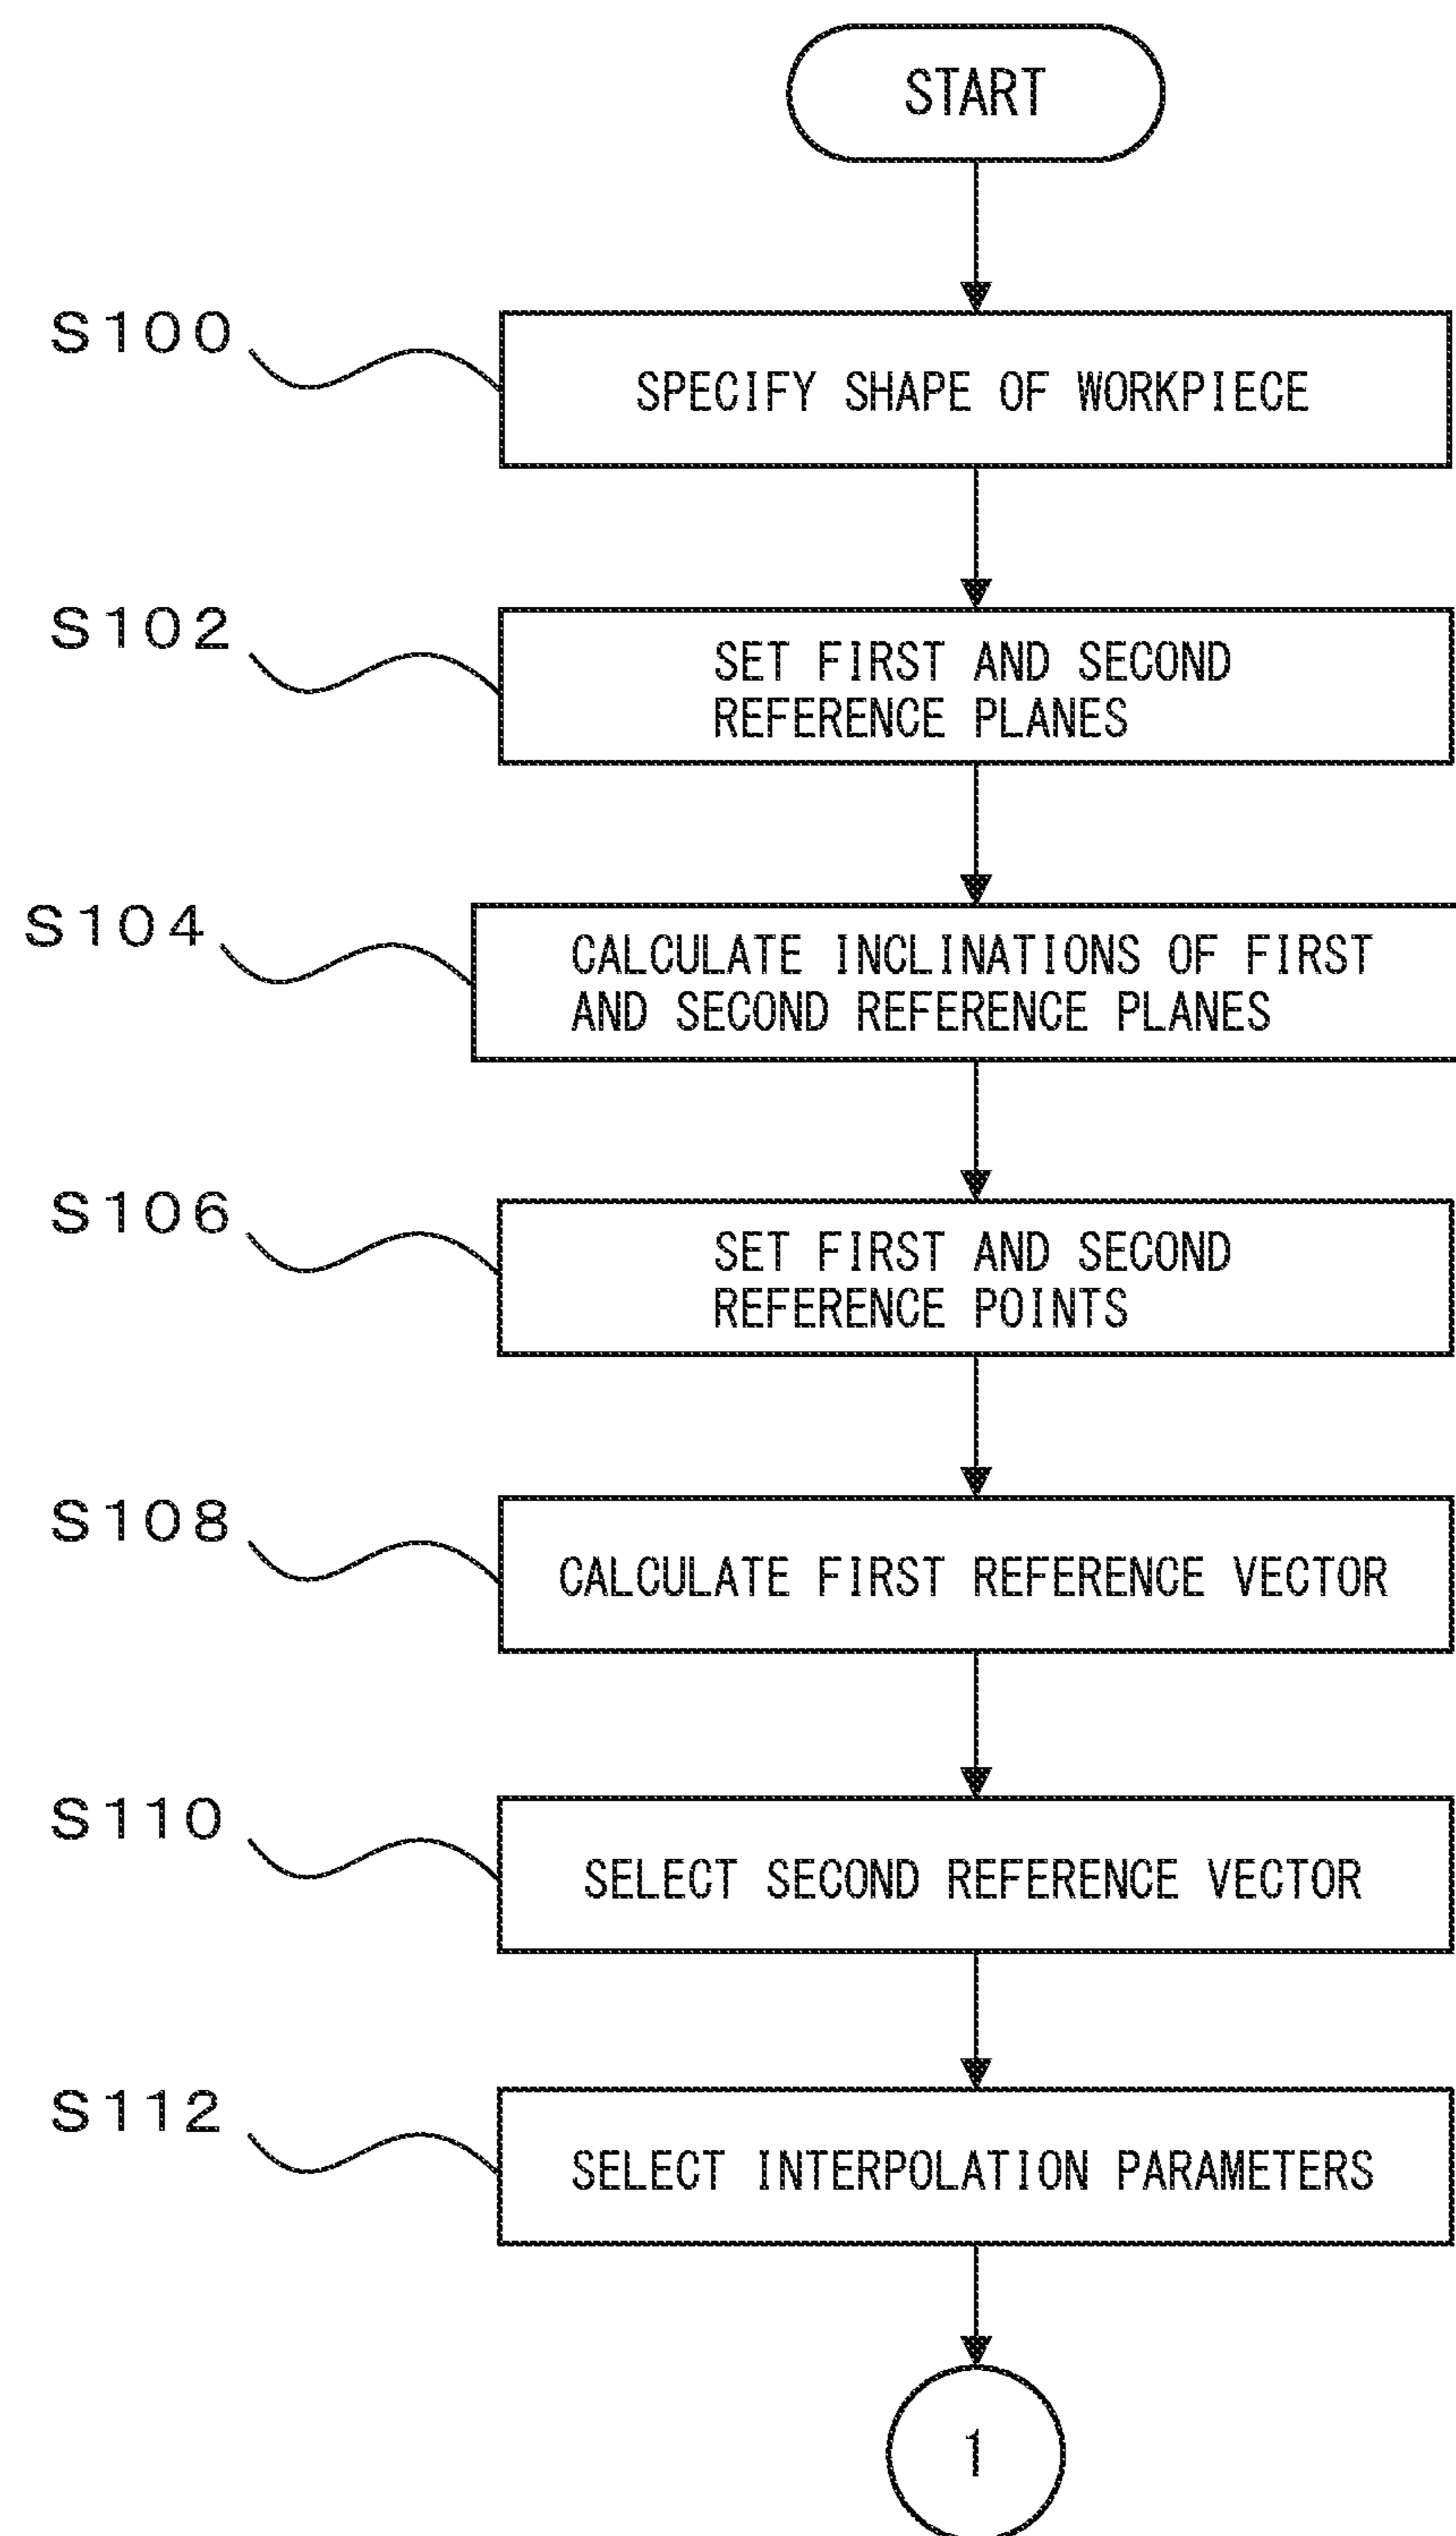 START
S100
SPECIFY SHAPE OF WORKPIECE
S102
SET FIRST AND SECOND
REFERENCE PLANES
S104
CALCULATE INCLINATIONS OF FIRST
AND SECOND REFERENCE PLANES
S106
SET FIRST AND SECOND
REFERENCE POINTS
S108
CALCULATE FIRST REFERENCE VECTOR
S110
SELECT SECOND REFERENCE VECTOR
S112
SELECT INTERPOLATION PARAMETERS
1